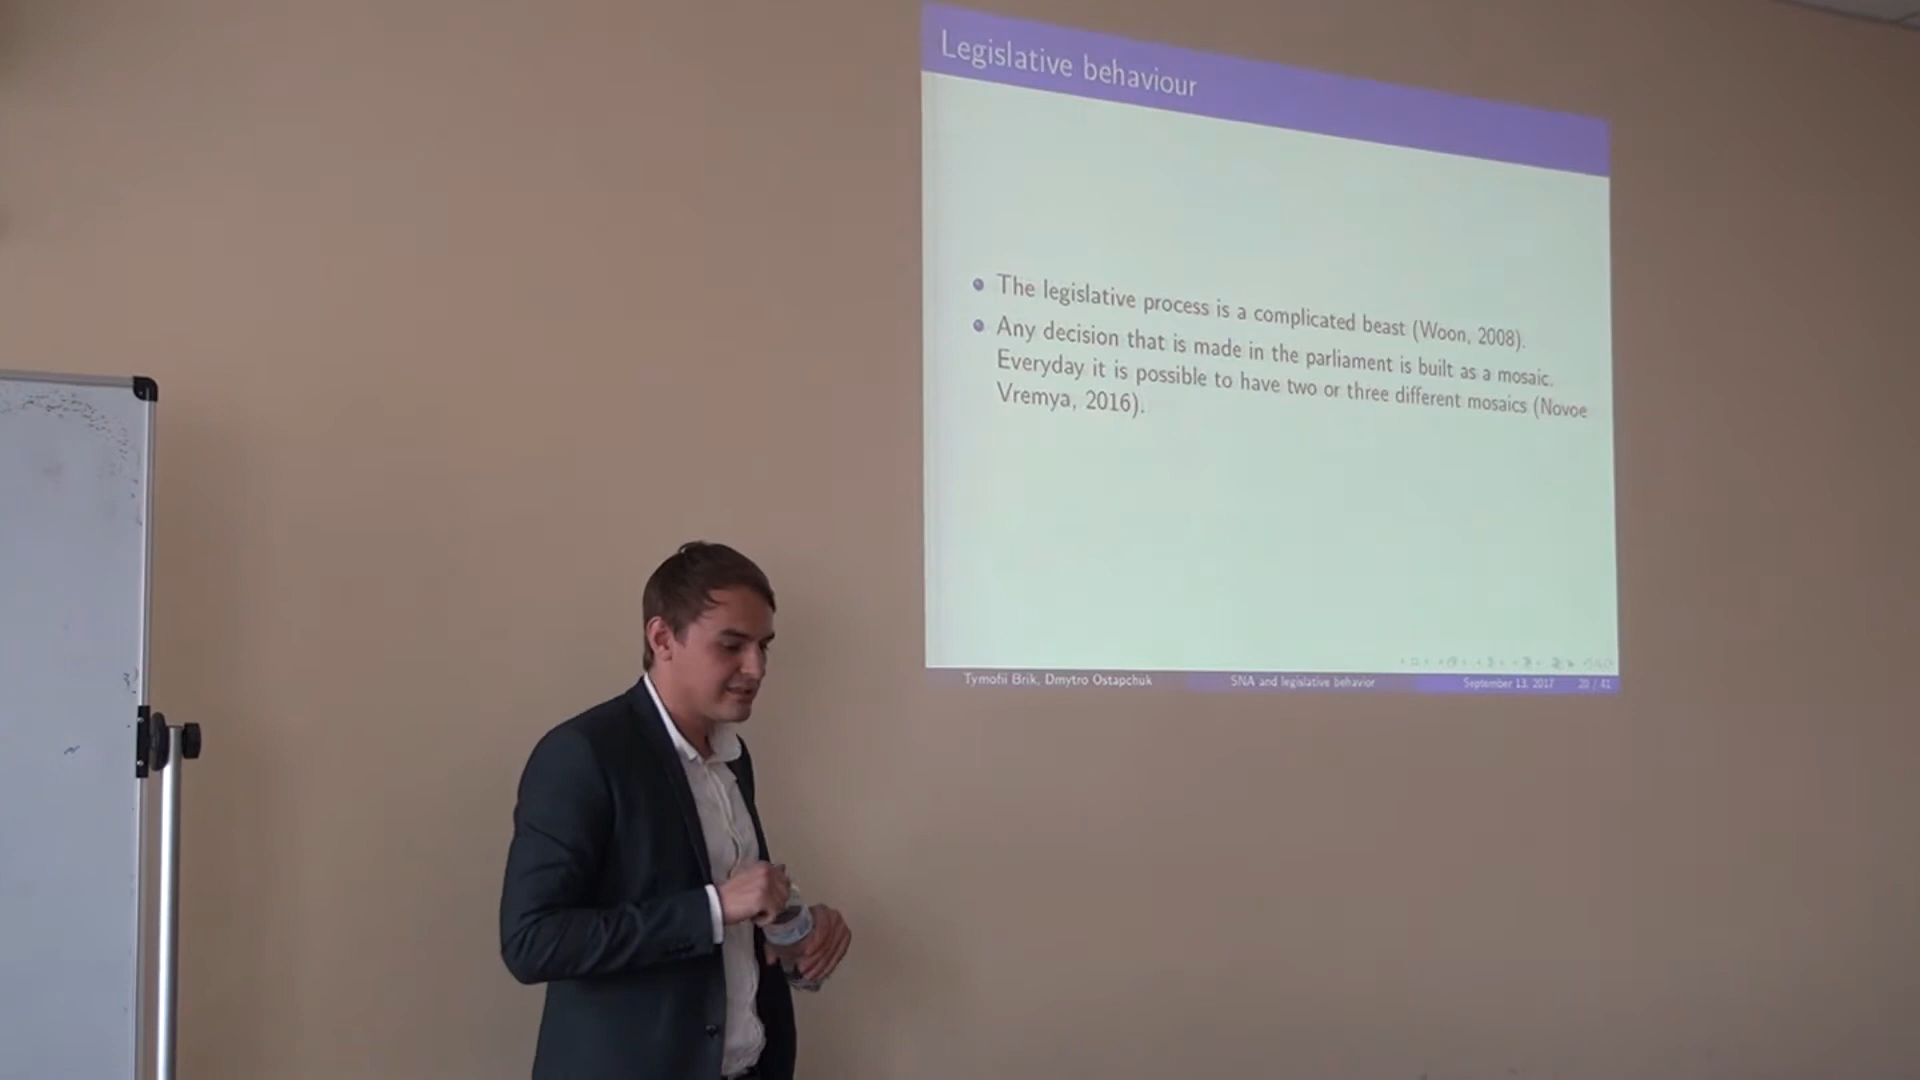 Legislative behaviour
The legislative process is a complicated beast (Woon, 2008).
Any decision that is made in the parliament is built as a mosaic.
Everyday it is possible to have two or three different mosaics (Novoe
Vremya, 2016).
Tymofii Brik, Dmytro Ostapchuk SNA and legislative behavior September 13, 2017 20 / 41